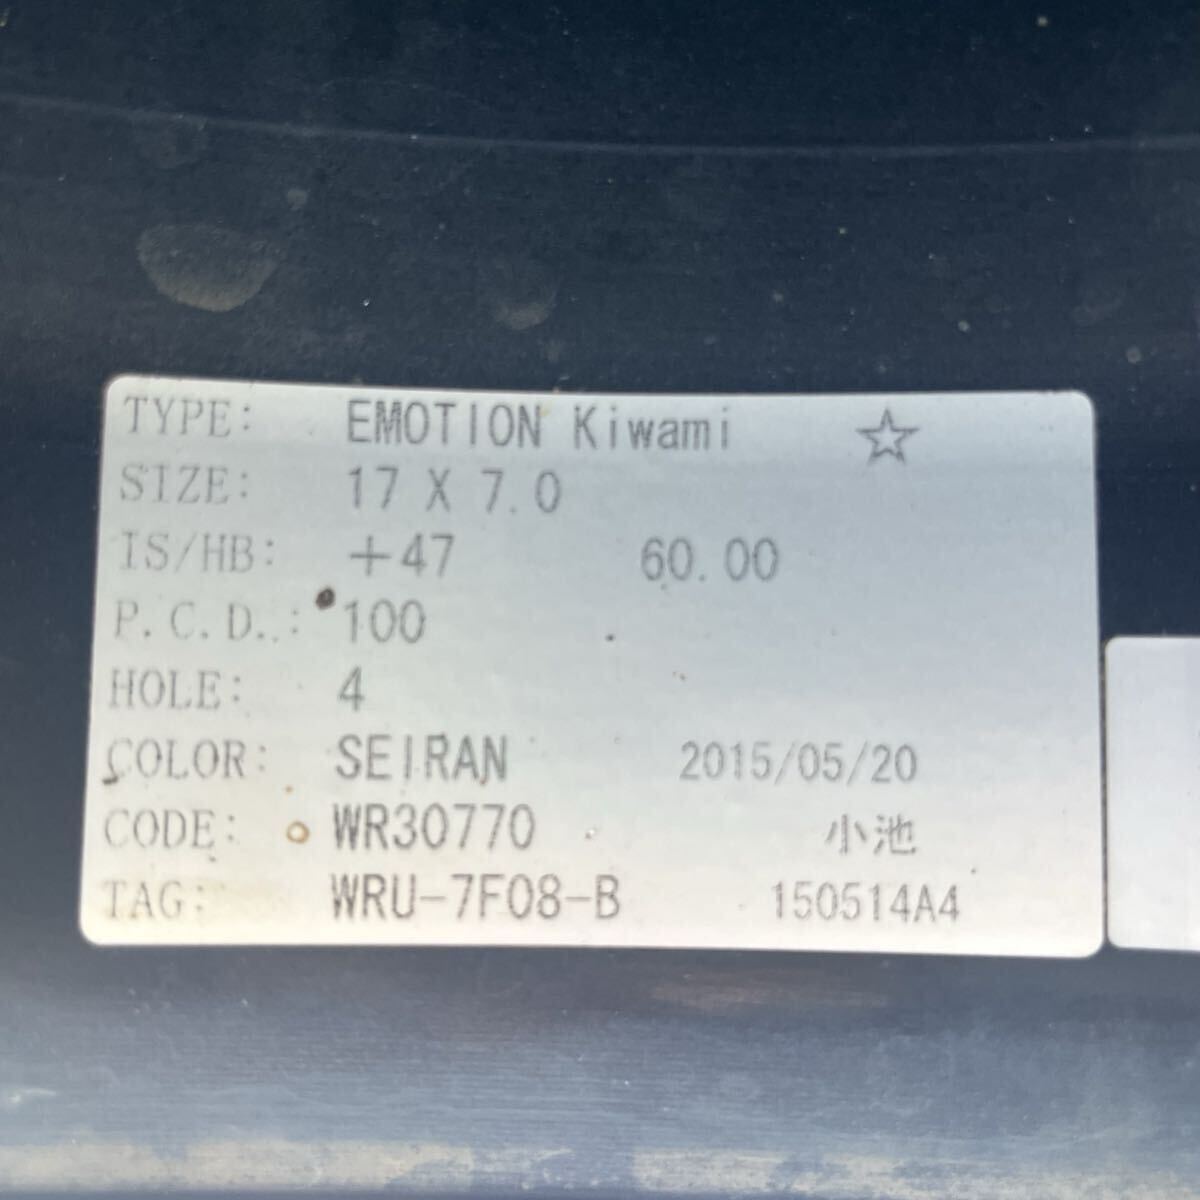 TYPE: EMOTION Kiwami ☆
SIZE: 17 X 7.0
IS/HB: +47 60.00
P.C.D.: 100
HOLE: 4
COLOR: SEIRAN 2015/05/20
CODE: WR30770 小池
TAG: WRU-7F08-B 150514A4